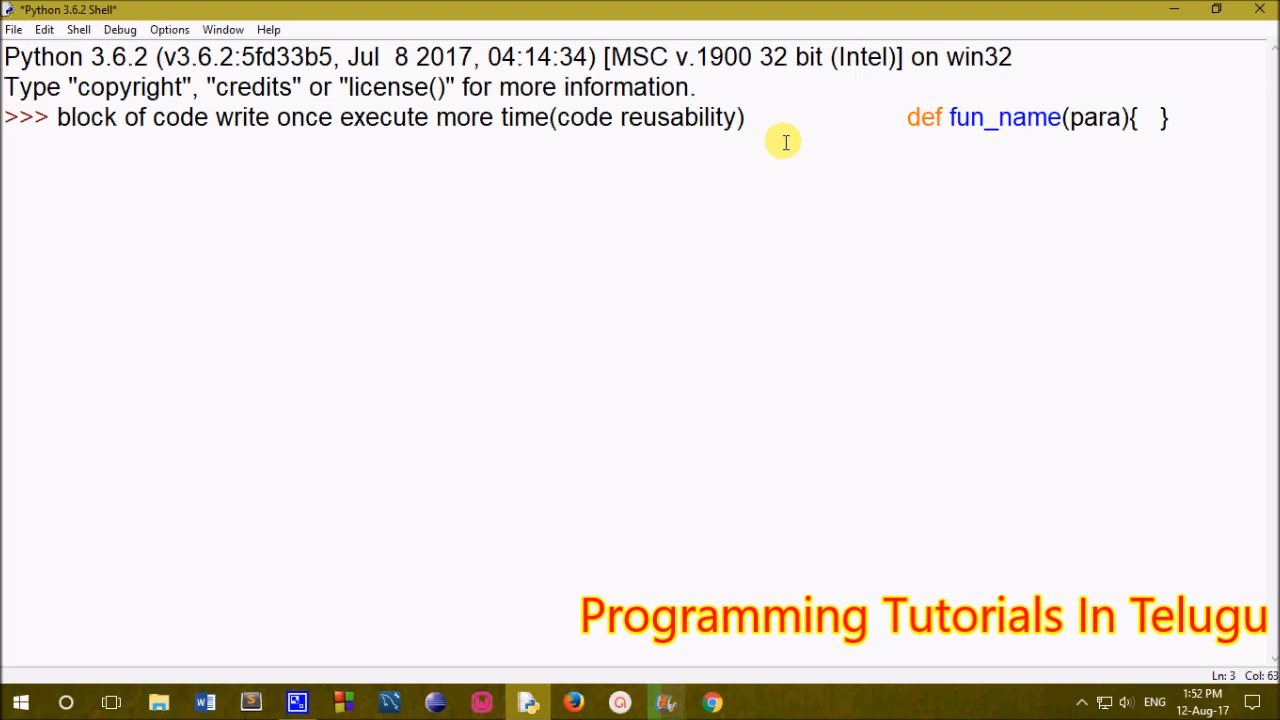 *Python 3.6.2 Shell*
File Edit Shell Debug Options Window Help
Python 3.6.2 (v3.6.2:5fd33b5, Jul  8 2017, 04:14:34) [MSC v.1900 32 bit (Intel)] on win32
Type "copyright", "credits" or "license()" for more information.
>>> block of code write once execute more time(code reusability) def fun_name(para){   }
Programming Tutorials In Telugu
Ln: 3 Col: 63
ENG
1:52 PM
12-Aug-17